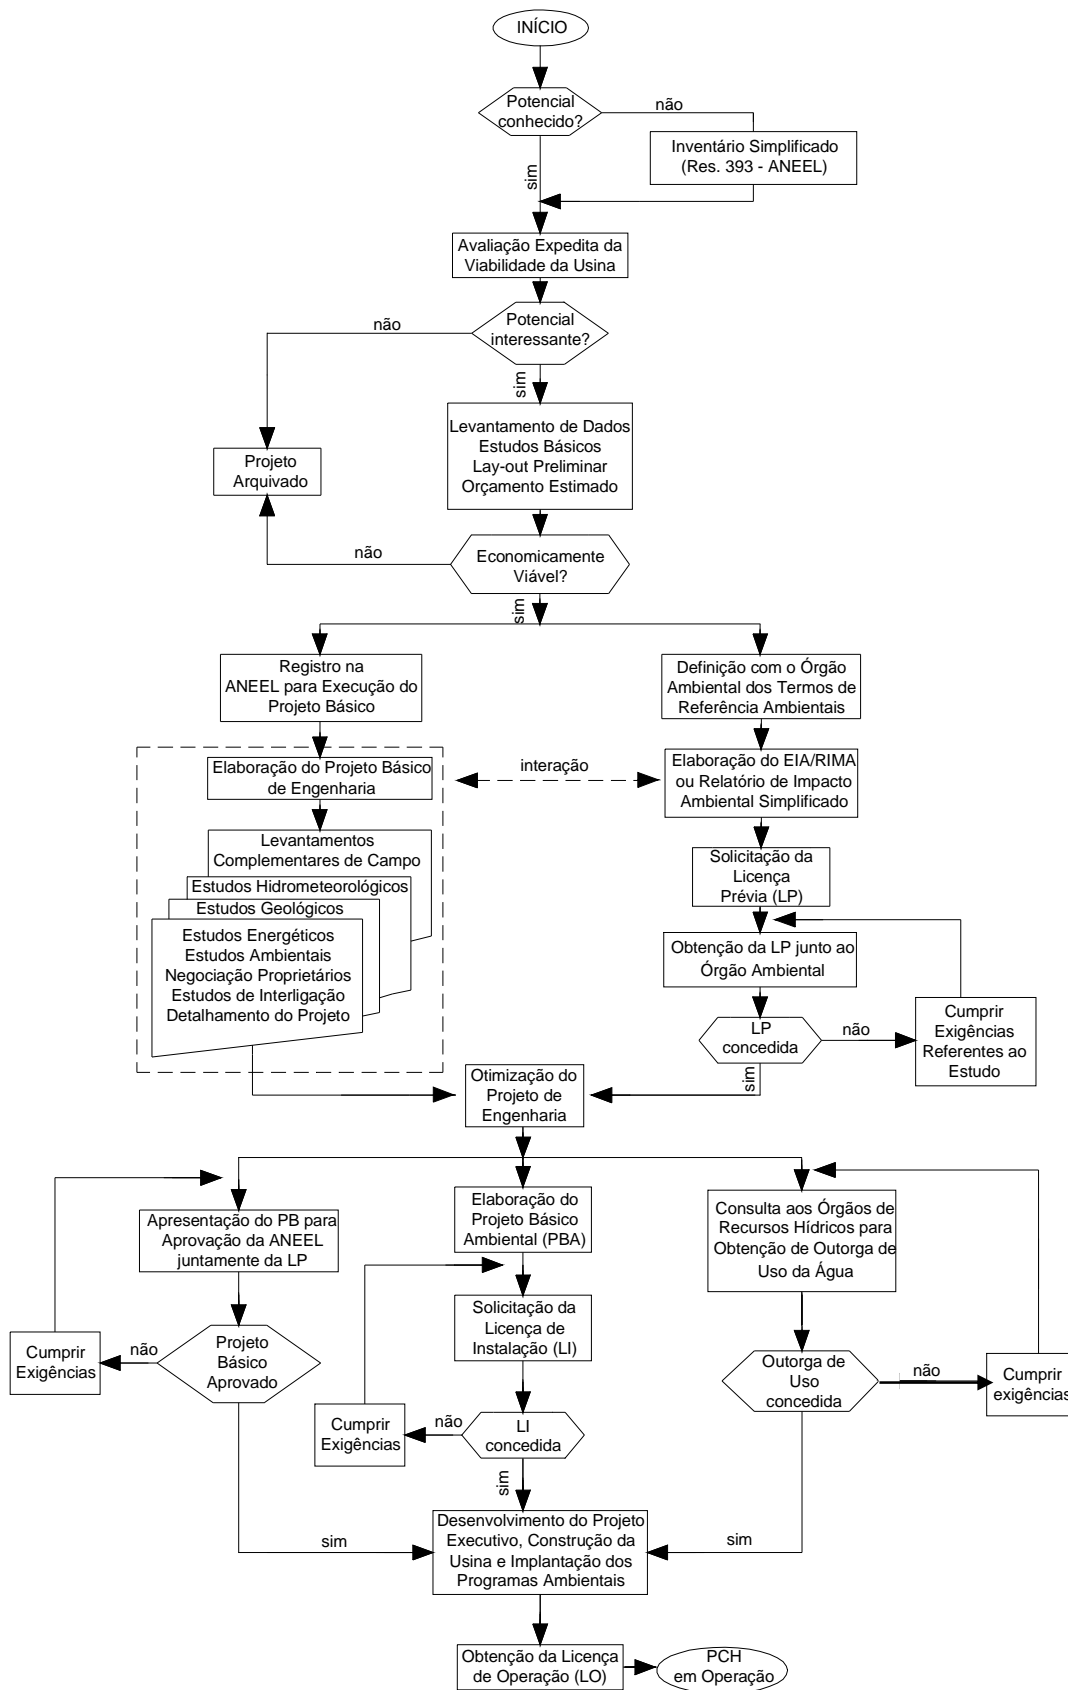 INÍCIO
Potencial
conhecido?
não
Inventário Simplificado
(Res. 393 - ANEEL)
sim
Avaliação Expedita da
Viabilidade da Usina
Potencial
interessante?
não
sim
Levantamento de Dados
Estudos Básicos
Lay-out Preliminar
Orçamento Estimado
Projeto
Arquivado
não
Economicamente
Viável?
sim
Registro na
ANEEL para Execução do
Projeto Básico
Definição com o Órgão
Ambiental dos Termos de
Referência Ambientais
Elaboração do Projeto Básico
de Engenharia
interação
Elaboração do EIA/RIMA
ou Relatório de Impacto
Ambiental Simplificado
Levantamentos
Complementares de Campo
Estudos Hidrometeorológicos
Estudos Geológicos
Estudos Energéticos
Estudos Ambientais
Negociação Proprietários
Estudos de Interligação
Detalhamento do Projeto
Solicitação da
Licença
Prévia (LP)
Obtenção da LP junto ao
Órgão Ambiental
LP
concedida
não
Cumprir
Exigências
Referentes ao
Estudo
sim
Otimização do
Projeto de
Engenharia
Apresentação do PB para
Aprovação da ANEEL
juntamente da LP
Elaboração do
Projeto Básico
Ambiental (PBA)
Consulta aos Órgãos de
Recursos Hídricos para
Obtenção de Outorga de
Uso da Água
Solicitação da
Licença de
Instalação (LI)
Cumprir
Exigências
não
Projeto
Básico
Aprovado
Cumprir
Exigências
não
LI
concedida
Outorga de
Uso
concedida
não
Cumprir
exigências
sim
sim
Desenvolvimento do Projeto
Executivo, Construção da
Usina e Implantação dos
Programas Ambientais
sim
Obtenção da Licença
de Operação (LO)
PCH
em Operação